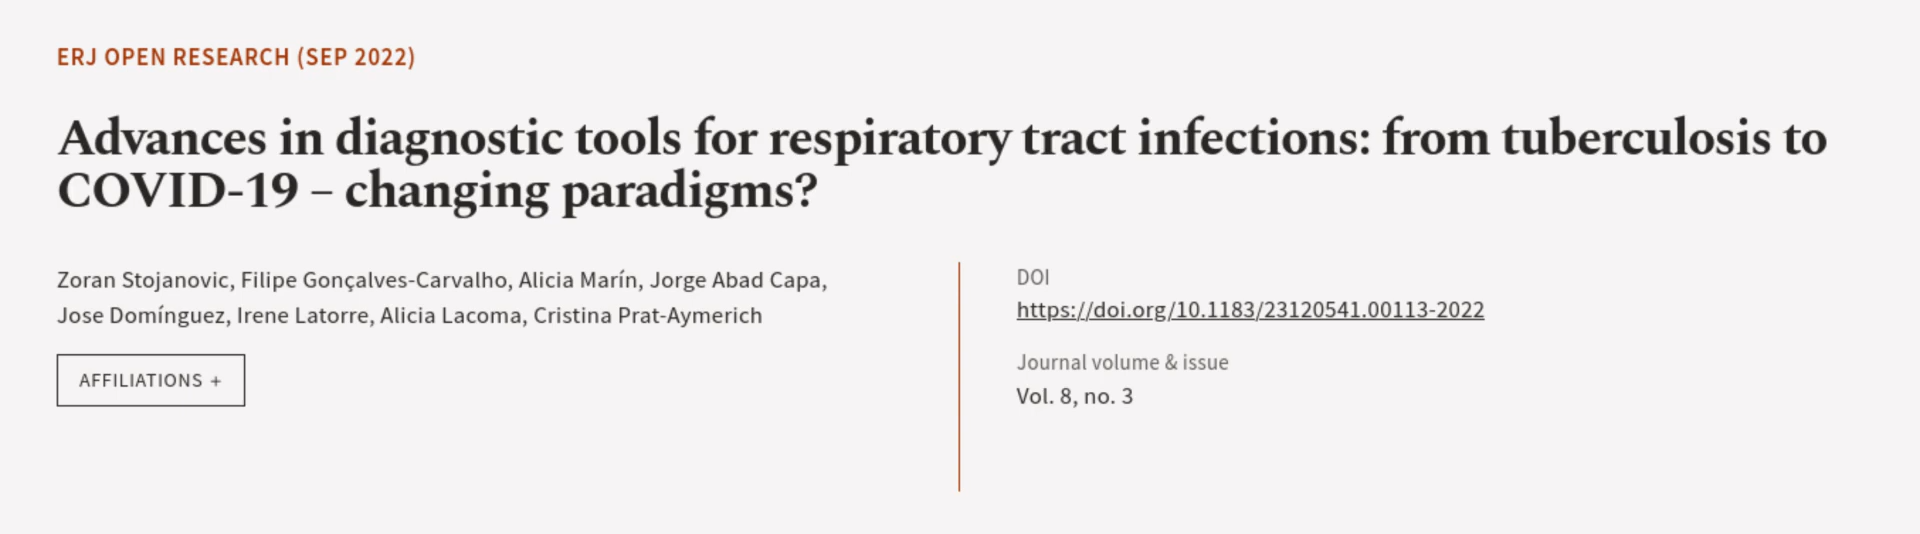 ERJ OPEN RESEARCH (SEP 2022)
Advances in diagnostic tools for respiratory tract infections: from tuberculosis to
COVID-19 – changing paradigms?
Zoran Stojanovic, Filipe Gonçalves-Carvalho, Alicia Marín, Jorge Abad Capa,
Jose Domínguez, Irene Latorre, Alicia Lacoma, Cristina Prat-Aymerich
AFFILIATIONS +
DOI
https://doi.org/10.1183/23120541.00113-2022
Journal volume & issue
Vol. 8, no. 3